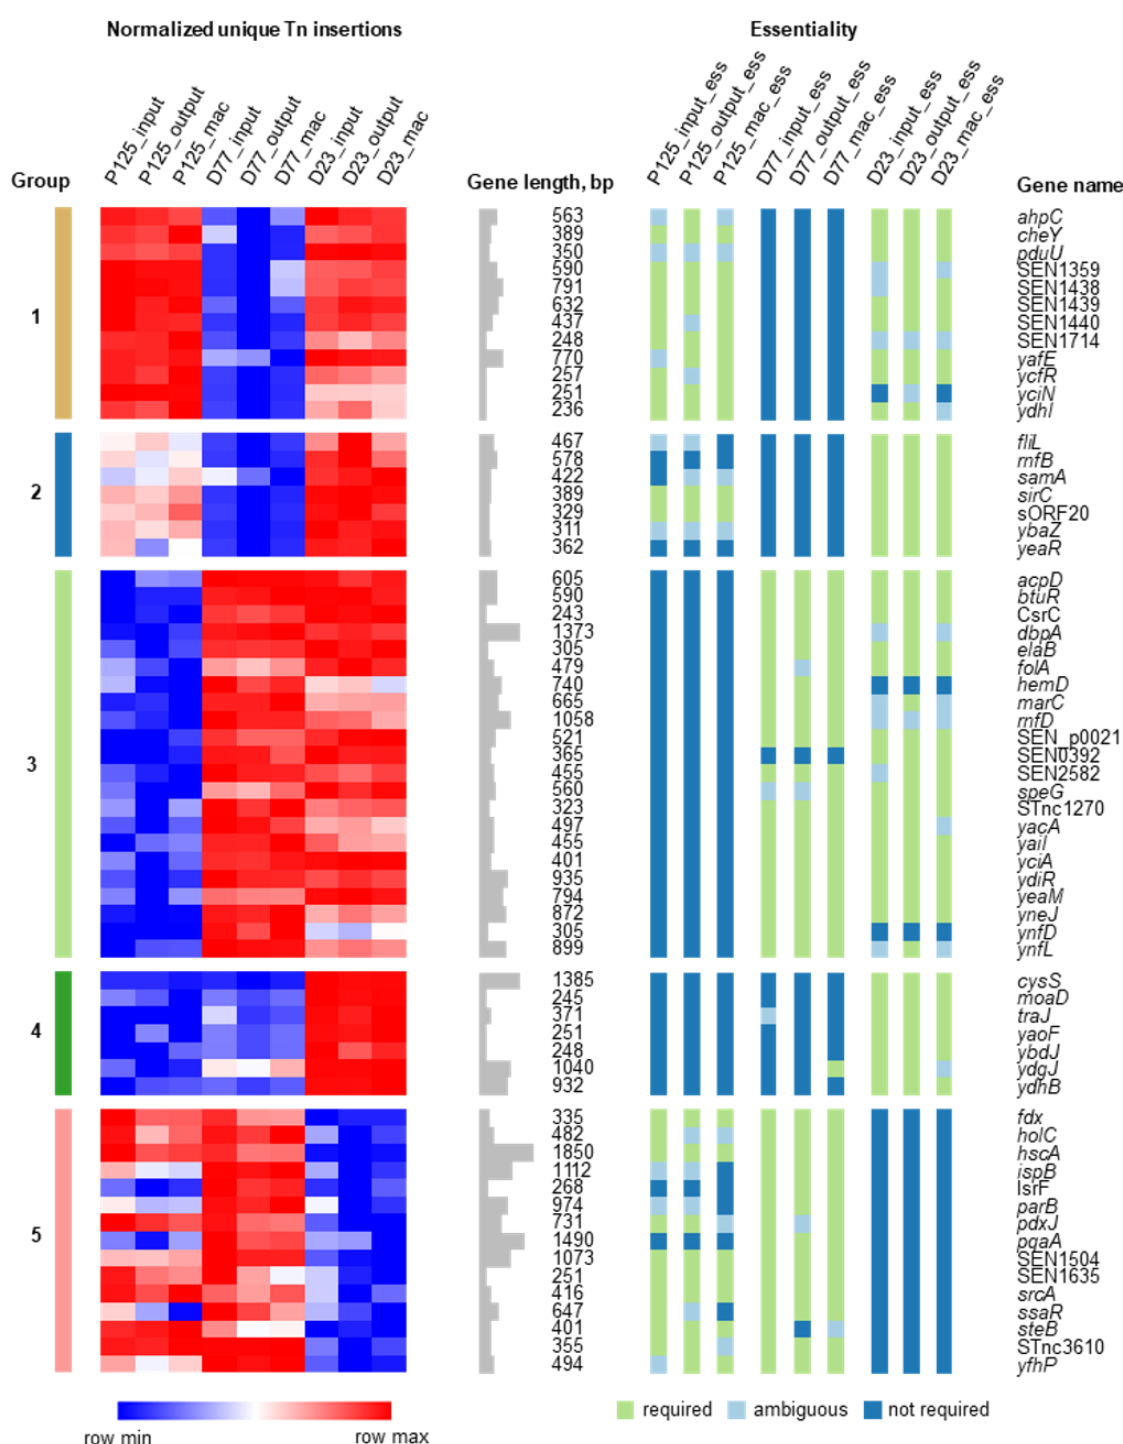 Normalized unique Tn insertions
Essentiality
P125_input
P125_output
P125_mac
D77_input
D77_output
D77_mac
D23_input
D23_output
D23_mac
P125_input_ess
P125_output_ess
P125_mac_ess
D77_input_ess
D77_output_ess
D77_mac_ess
D23_input_ess
D23_output_ess
D23_mac_ess
Group
Gene length, bp
Gene name
563 ahpC
389 cheY
350 pduU
590 SEN1359
791 SEN1438
632 SEN1439
1
437 SEN1440
248 SEN1714
770 yafE
257 ycfR
251 yciN
236 ydhI
467 fliL
578 rnfB
422 samA
2
389 sirC
329 sORF20
311 ybaZ
362 yeaR
605 acpD
590 btuR
243 CsrC
1373 dbpA
305 elaB
479 folA
740 hemD
665 marC
1058 rnfD
521 SEN_p0021
365 SEN0392
3
455 SEN2582
560 speG
323 STnc1270
497 yacA
455 yaiI
401 yciA
935 ydiR
794 yeaM
872 yneJ
305 ynfD
899 ynfL
1385 cysS
245 moaD
371 traJ
4
251 yaoF
248 ybdJ
1040 ydgJ
932 ydhB
335 fdx
482 holC
1850 hscA
1112 ispB
268 IsrF
974 parB
731 pdxJ
5
1490 pqaA
1073 SEN1504
251 SEN1635
416 srcA
647 ssaR
401 steB
355 STnc3610
494 yfhP
row min
row max
required
ambiguous
not required